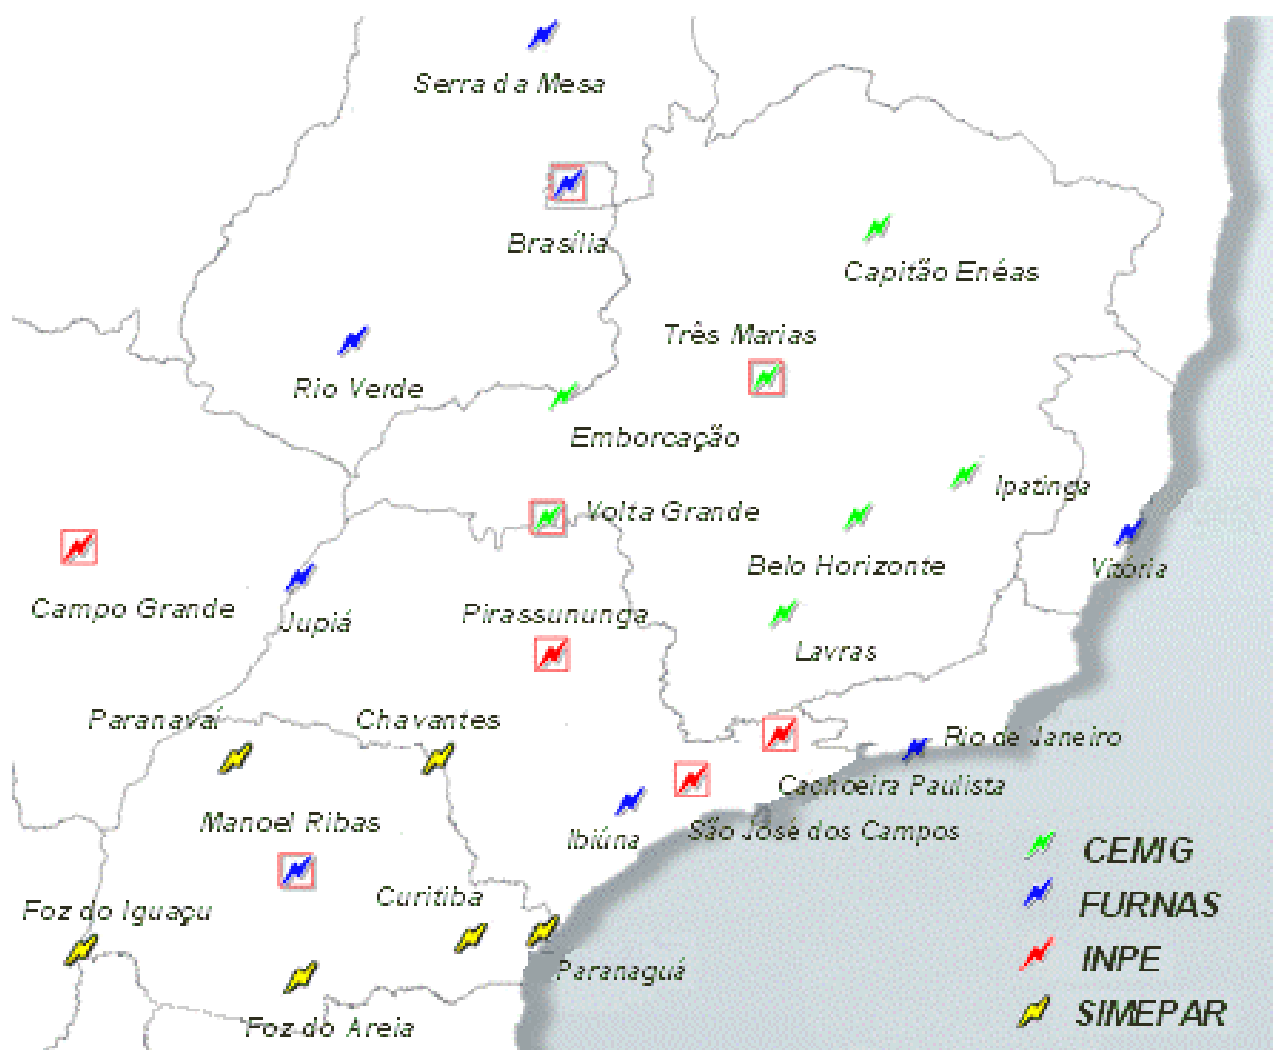 Serra da Mesa
Brasília
Capitão Enéas
Três Marias
Rio Verde
Emborcação
Ipatinga
Volta Grande
Belo Horizonte
Vitória
Campo Grande
Jupiá
Pirassununga
Lavras
Paranavaí
Chavantes
Rio de Janeiro
Cachoeira Paulista
Manoel Ribas
Ibiúna
São José dos Campos
CEMIG
Curitiba
FURNAS
Foz do Iguaçu
INPE
Paranaguá
SIMEPAR
Foz do Areia